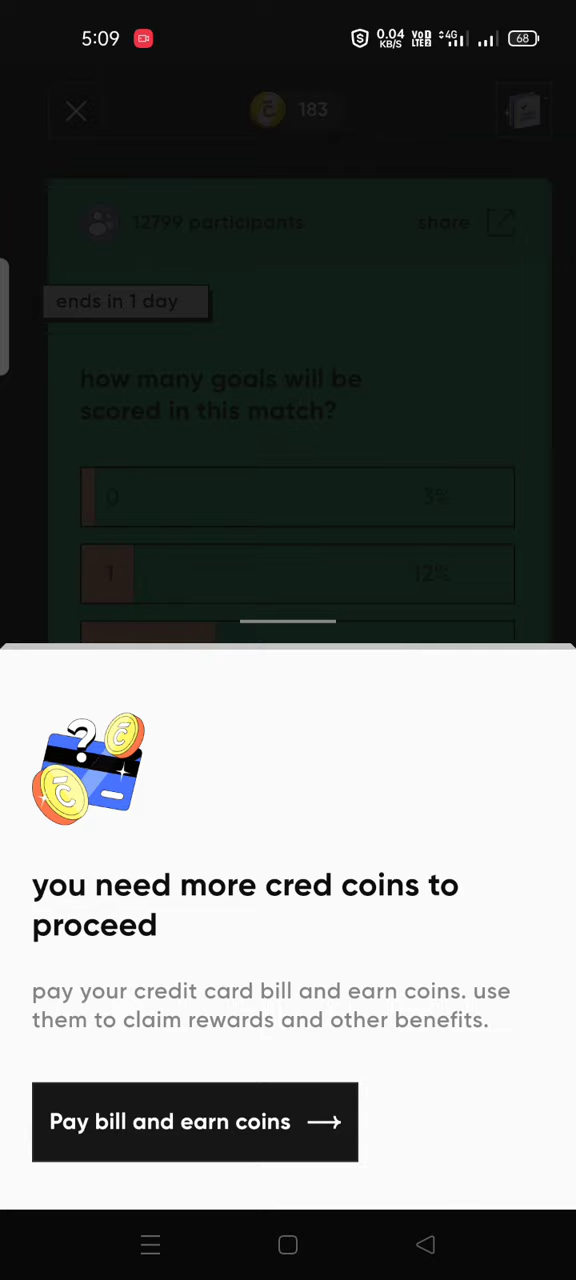 5:09
0.04 KB/S VoD LTE2 4G 68
183
12799 participants share
ends in 1 day
how many goals will be
scored in this match?
0 3%
1 12%
you need more cred coins to
proceed
pay your credit card bill and earn coins. use
them to claim rewards and other benefits.
Pay bill and earn coins